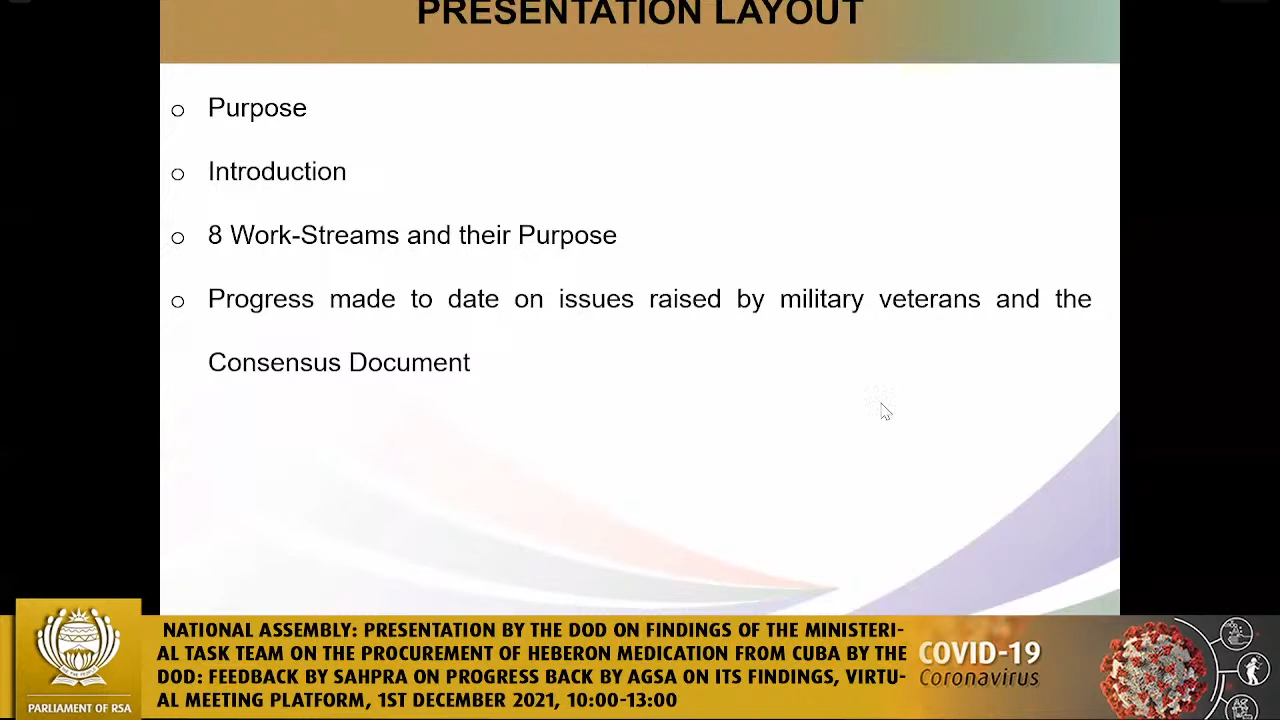 PRESENTATION LAYOUT
o Purpose
o Introduction
o 8 Work-Streams and their Purpose
o Progress made to date on issues raised by military veterans and the
Consensus Document
NATIONAL ASSEMBLY: PRESENTATION BY THE DOD ON FINDINGS OF THE MINISTERI-
AL TASK TEAM ON THE PROCUREMENT OF HEBERON MEDICATION FROM CUBA BY THE
DOD: FEEDBACK BY SAHPRA ON PROGRESS BACK BY AGSA ON ITS FINDINGS, VIRTU-
AL MEETING PLATFORM, 1ST DECEMBER 2021, 10:00-13:00
PARLIAMENT OF RSA
COVID-19
Coronavirus